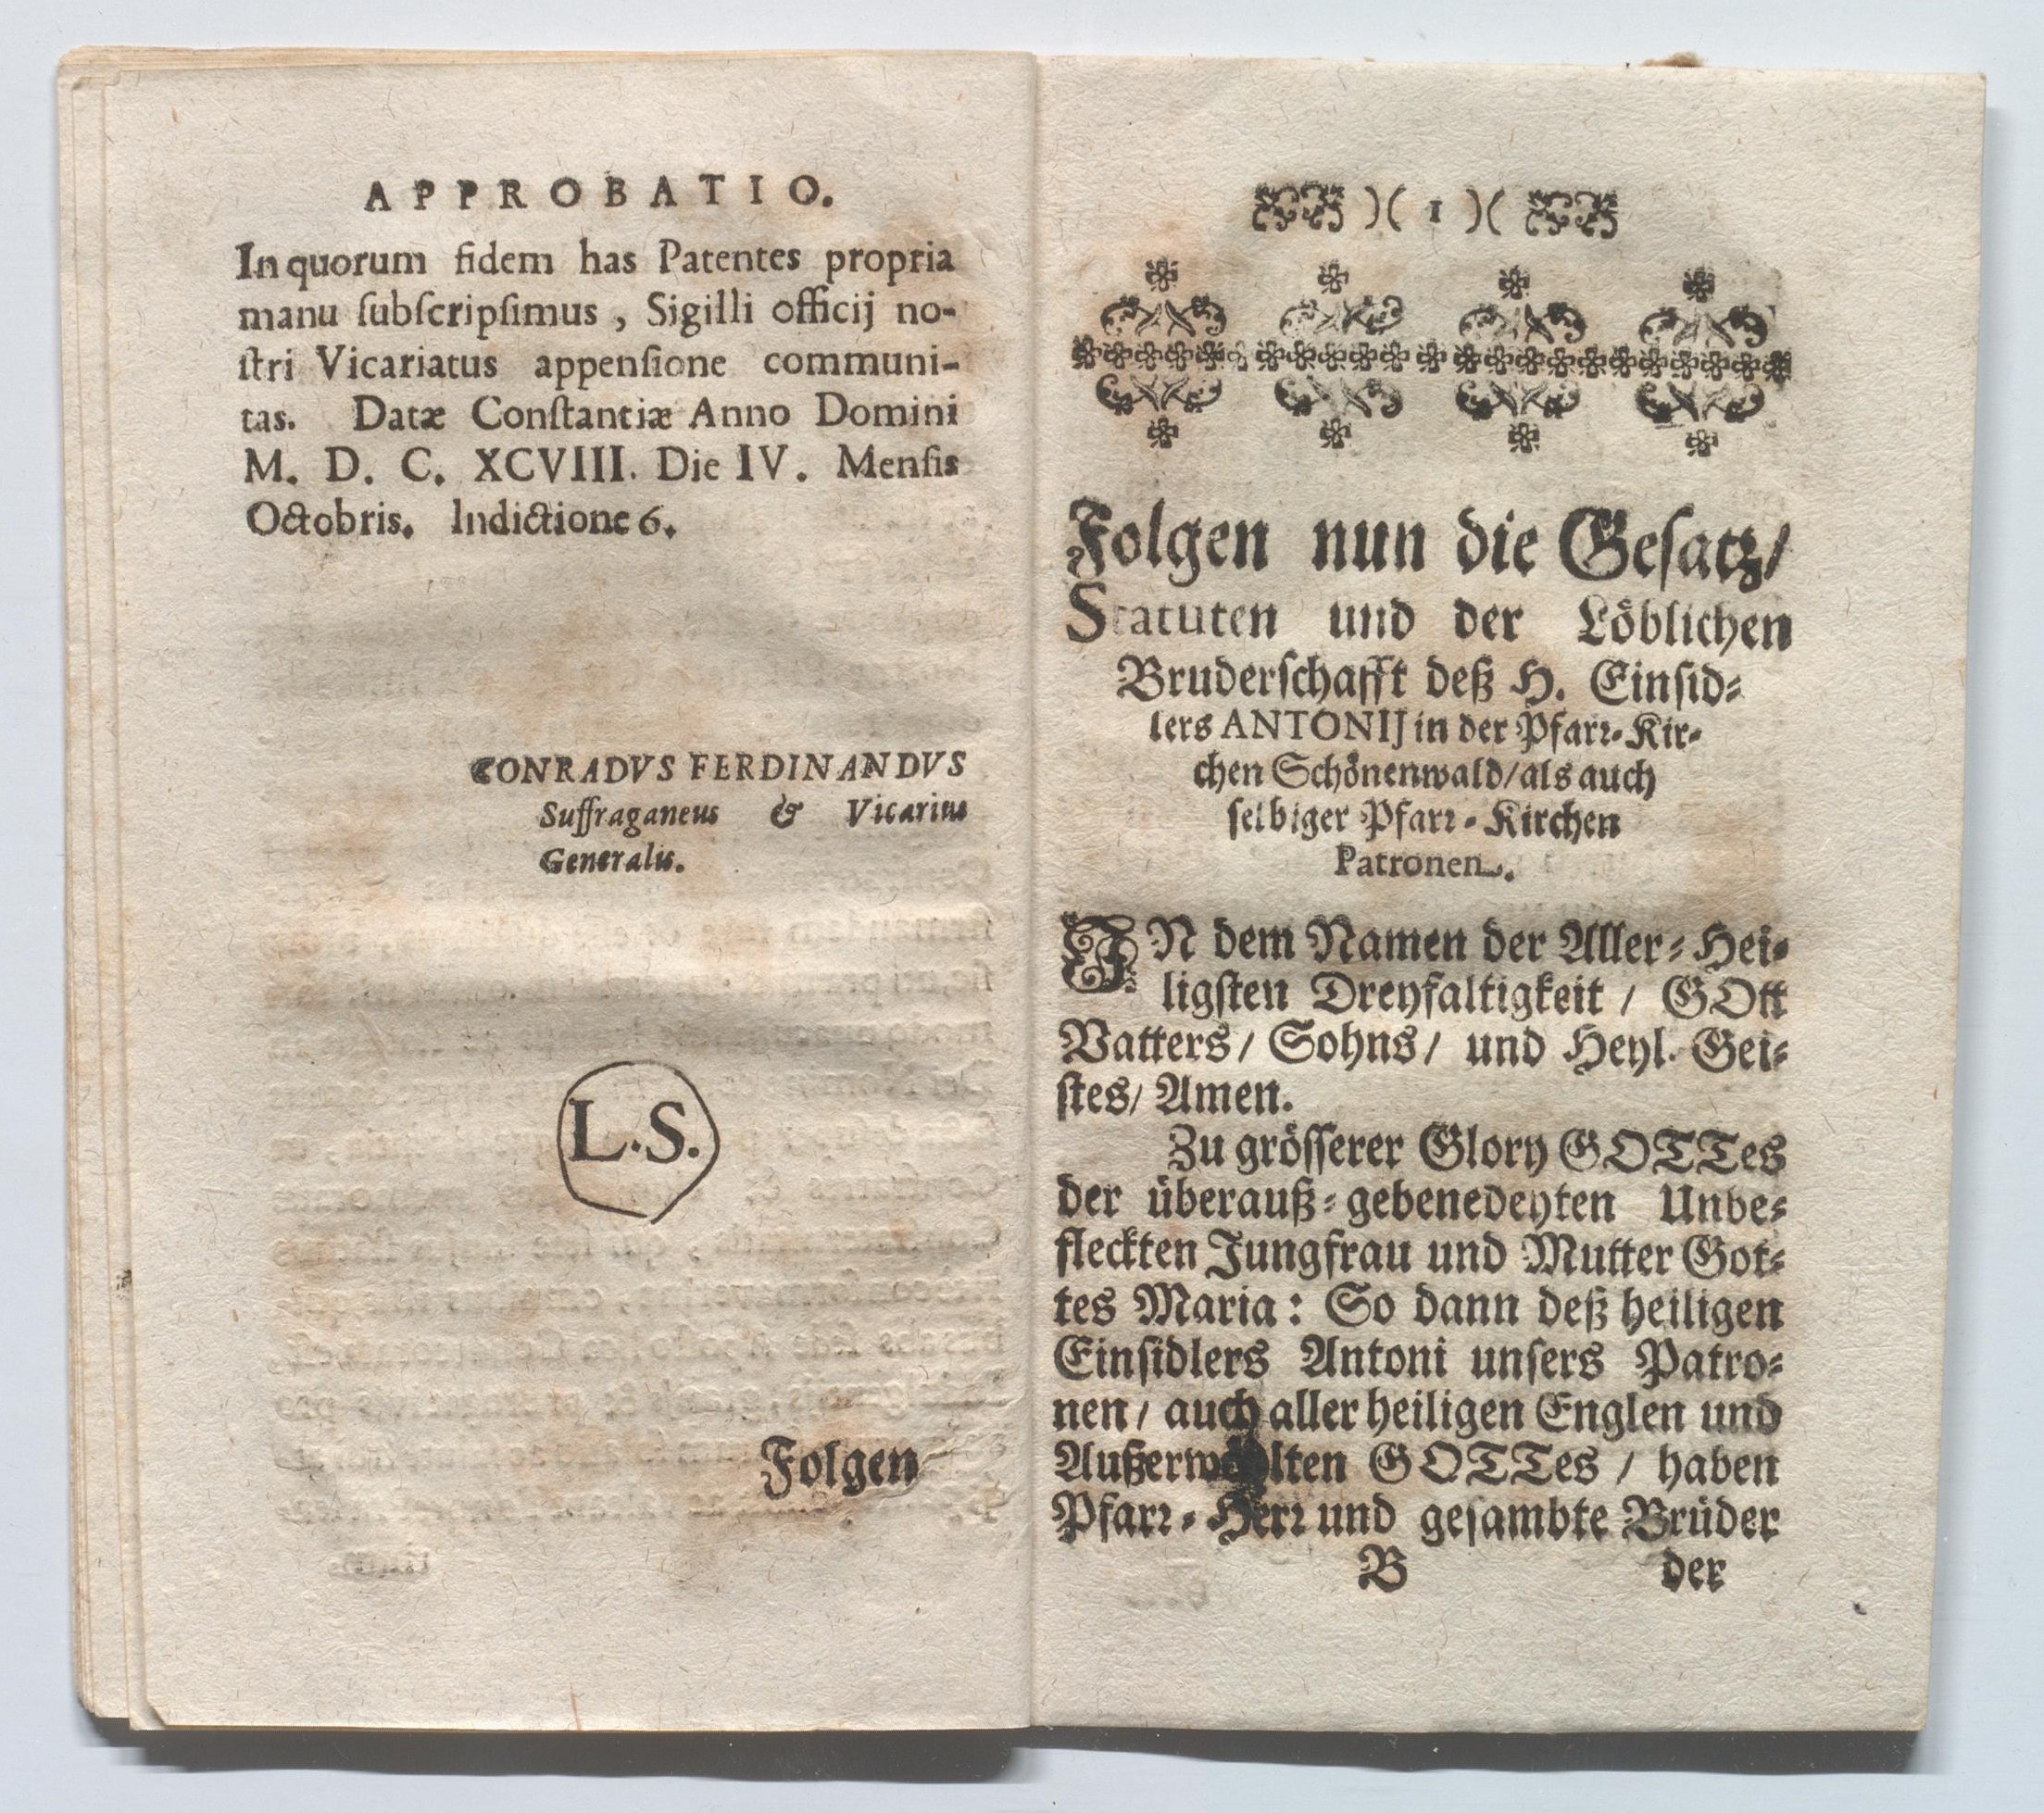 APPROBATIO.
In quorum fidem has Patentes propria
manu ſubſcripſimus, Sigilli officij no-
ſtri Vicariatus appenſione communi-
tas. Datæ Conſtantiæ Anno Domini
M. D. C. XCVIII. Die IV. Menſis
Octobris. Indictione 6.
CONRADVS FERDINANDVS
Suffraganeus & Vicarius
Generalis.
L.S.
Folgen
)( 1 )(
Folgen nun die Geſatz/
Statuten und der Löblichen
Bruderſchafft deß H. Einſid-
lers ANTONIJ in der Pfarr-Kir-
chen Schönenwald/als auch
ſelbiger Pfarr-Kirchen
Patronen.
IN dem Namen der Aller-Hei-
ligſten Dreyfaltigkeit / GOtt
Vatters/ Sohns/ und Heyl. Gei-
ſtes/ Amen.
Zu gröſſerer Glory GOTTes
der überauß-gebenedeyten Unbe-
fleckten Jungfrau und Mutter Got-
tes Maria: So dann deß heiligen
Einſidlers Antoni unſers Patro-
nen/ auch aller heiligen Englen und
GOTTes / haben
Pfarr-Herr und geſambte Brüder
B der